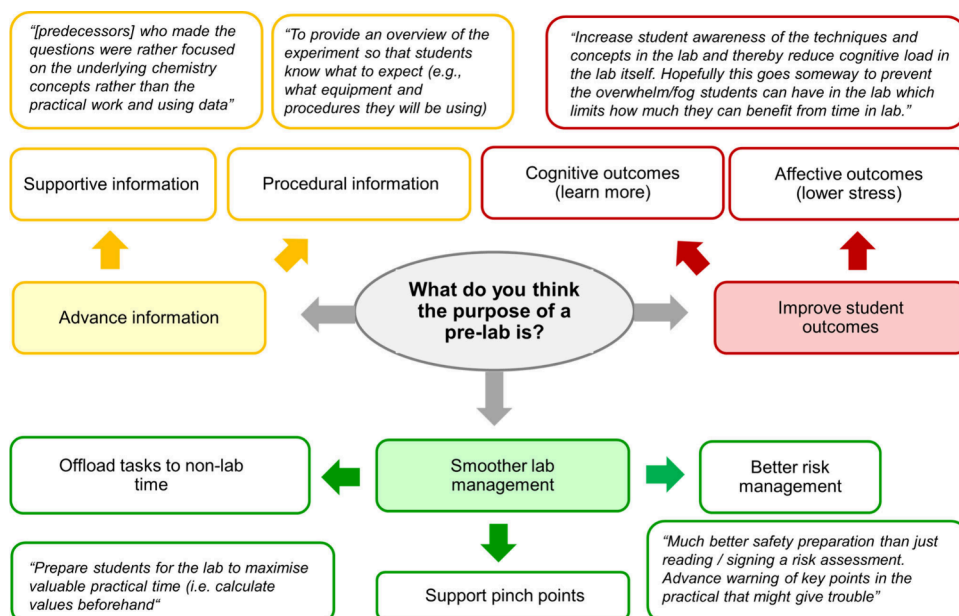 “[predecessors] who made the
questions were rather focused
on the underlying chemistry
concepts rather than the
practical work and using data”
“To provide an overview of the
experiment so that students
know what to expect (e.g.,
what equipment and
procedures they will be using)
“Increase student awareness of the techniques and
concepts in the lab and thereby reduce cognitive load in
the lab itself. Hopefully this goes someway to prevent
the overwhelm/fog students can have in the lab which
limits how much they can benefit from time in lab.”
Supportive information
Procedural information
Cognitive outcomes
(learn more)
Affective outcomes
(lower stress)
Advance information
What do you think
the purpose of a
pre-lab is?
Improve student
outcomes
Offload tasks to non-lab
time
Smoother lab
management
Better risk
management
“Prepare students for the lab to maximise
valuable practical time (i.e. calculate
values beforehand“
Support pinch points
“Much better safety preparation than just
reading / signing a risk assessment.
Advance warning of key points in the
practical that might give trouble”